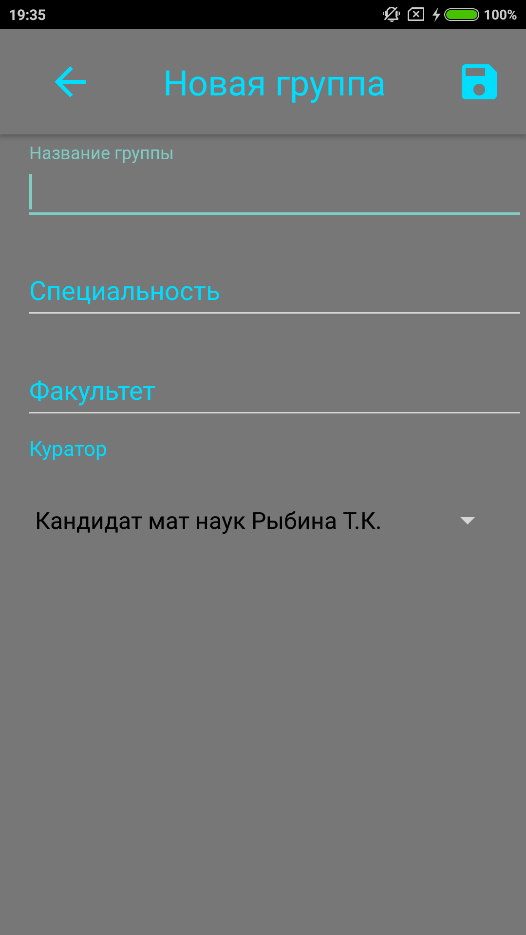 19:35
100%
Новая группа
Название группы
Специальность
Факультет
Куратор
Кандидат мат наук Рыбина Т.К.